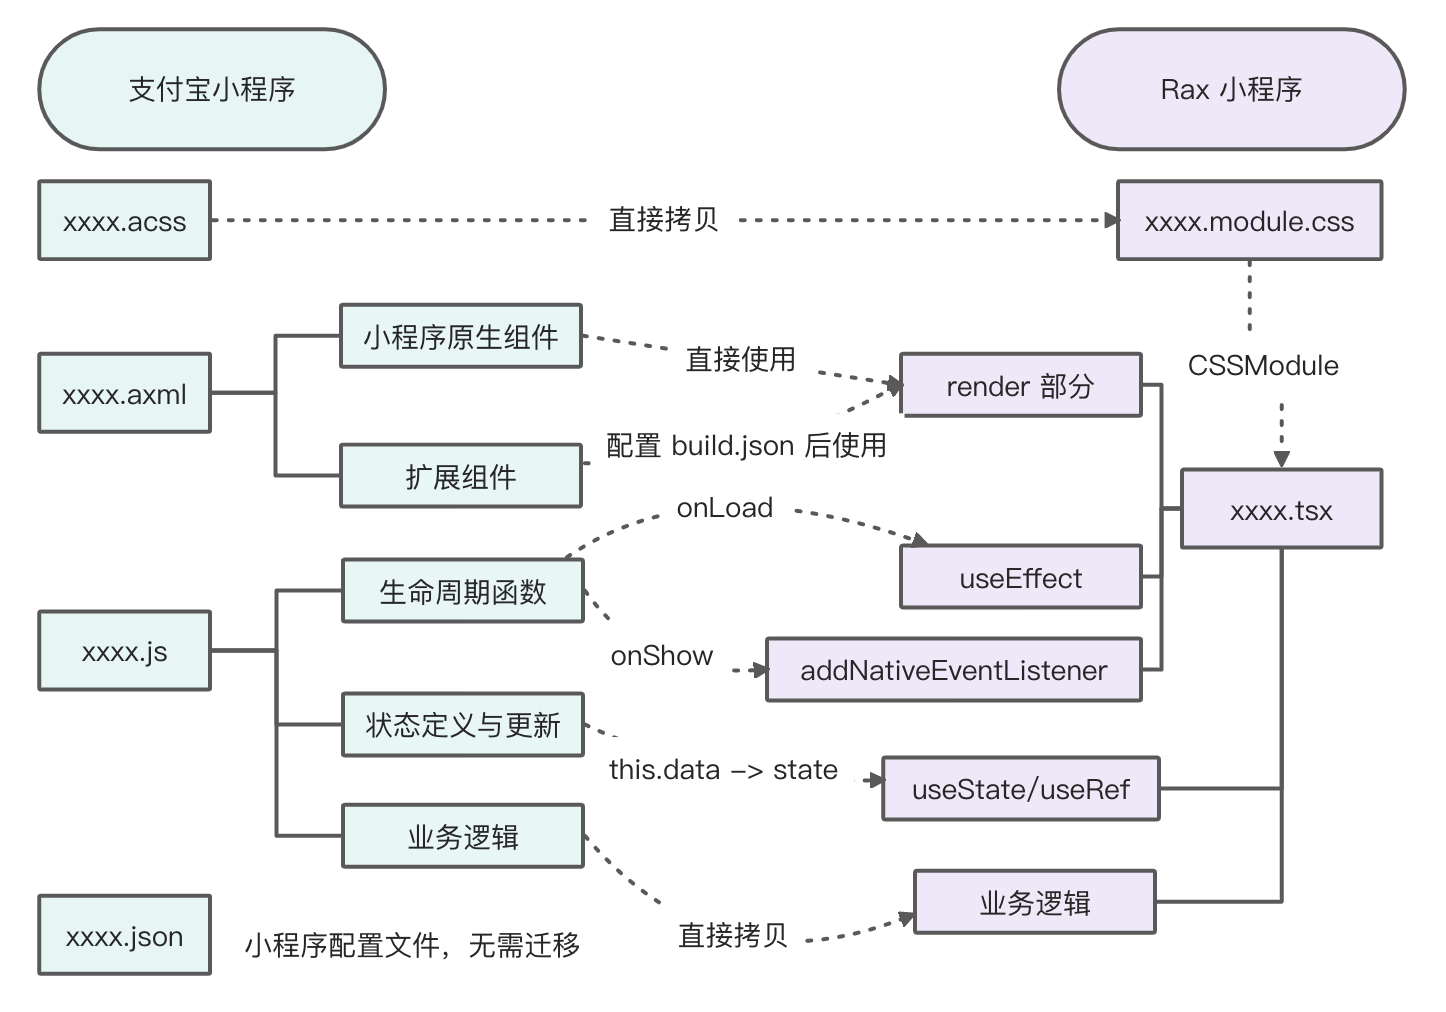 支付宝小程序
Rax 小程序
xxxx.acss
直接拷贝
xxxx.module.css
小程序原生组件
直接使用
CSSModule
xxxx.axml
render 部分
扩展组件
配置 build.json 后使用
onLoad
xxxx.tsx
生命周期函数
useEffect
xxxx.js
onShow
addNativeEventListener
状态定义与更新
this.data -> state
useState/useRef
业务逻辑
业务逻辑
xxxx.json
小程序配置文件，无需迁移
直接拷贝